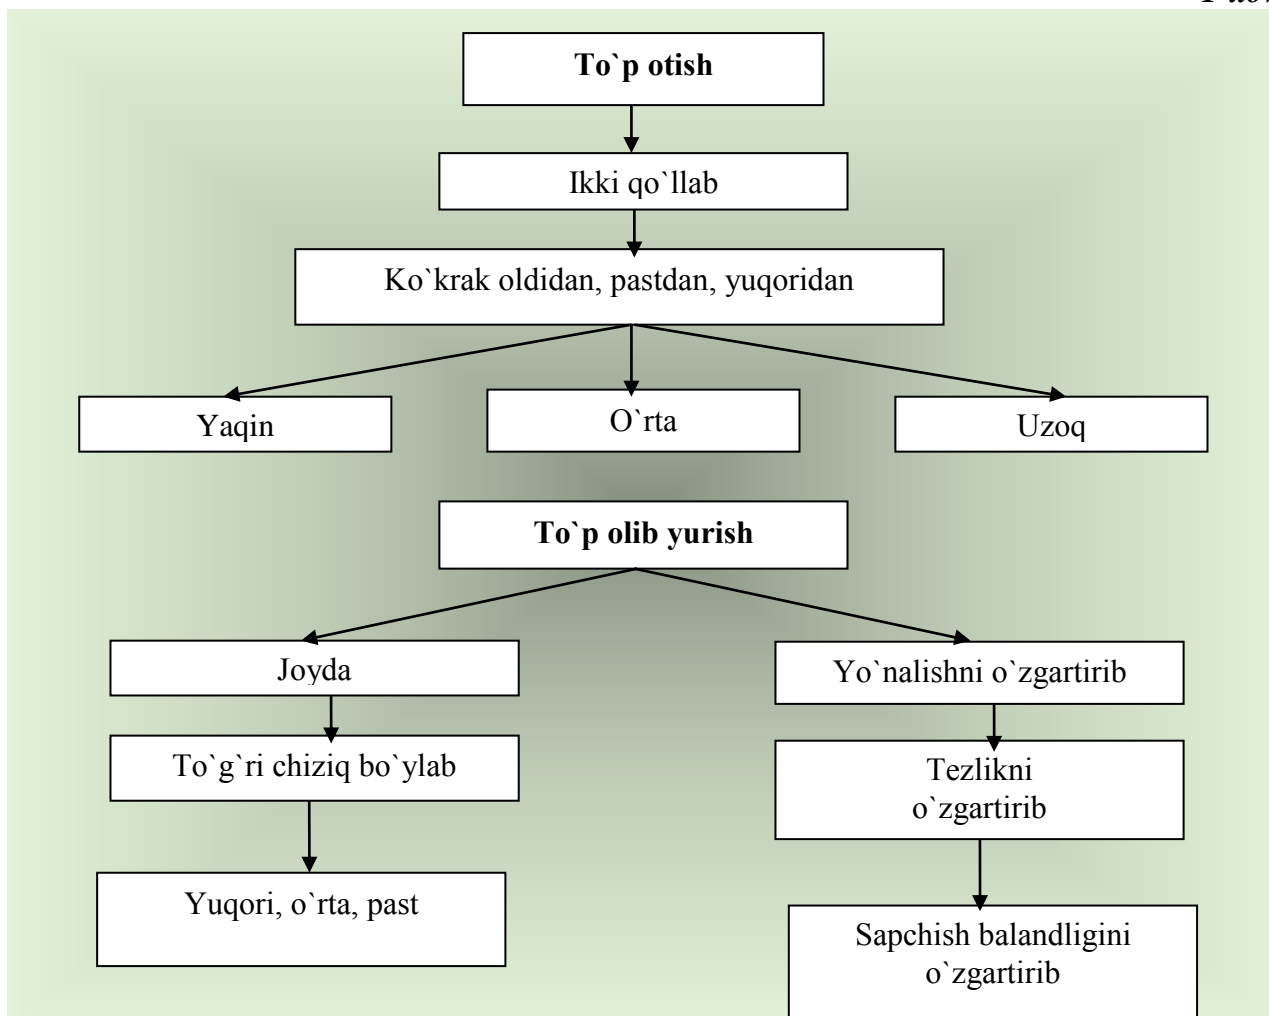 To`p otish
Ikki qo`llab
Ko`krak oldidan, pastdan, yuqoridan
Yaqin
O`rta
Uzoq
To`p olib yurish
Joyda
Yo`nalishni o`zgartirib
To`g`ri chiziq bo`ylab
Tezlikni
o`zgartirib
Yuqori, o`rta, past
Sapchish balandligini
o`zgartirib